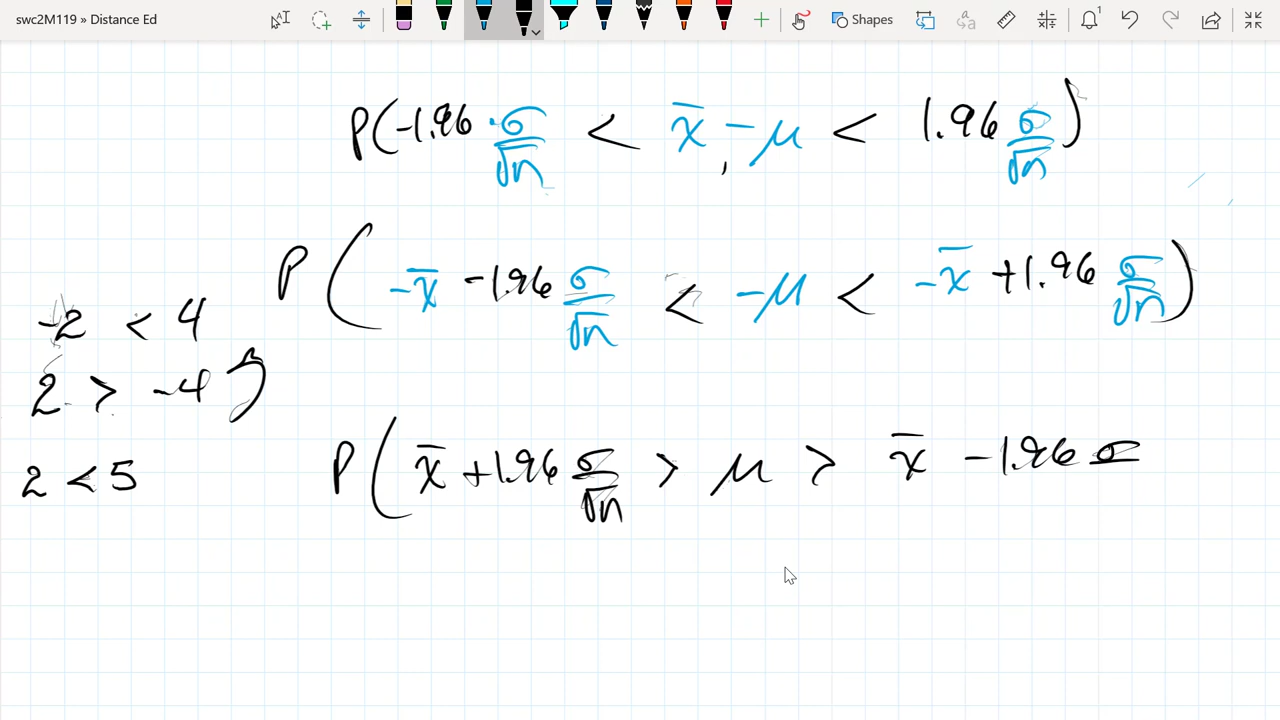 swc2M119 » Distance Ed
Shapes
P(-1.96 · σ/√n < x̄ - μ < 1.96 σ/√n)
P(-x̄ - 1.96 σ/√n < -μ < -x̄ + 1.96 σ/√n)
-2 < 4
2 > -4
2 < 5
P(x̄ + 1.96 σ/√n > μ > x̄ - 1.96 σ